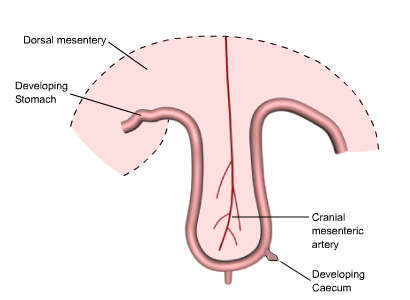 Dorsal mesentery
Developing
Stomach
Cranial
mesenteric
artery
Developing
Caecum